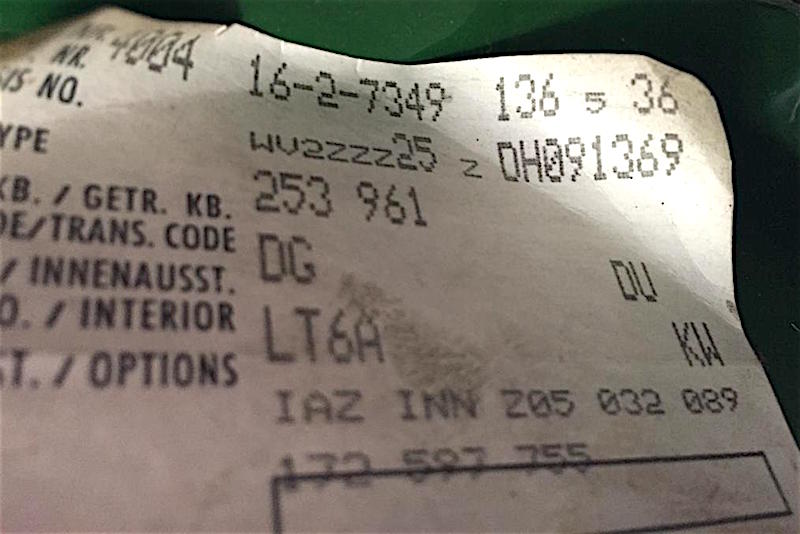 NR. 4004 16-2-7349 136 5 36
NO. WV2ZZZ25 Z DH091369
YPE 253 961
KB. / GETR. KB. DG DU
DE/TRANS. CODE
/ INNENAUSST. LT6A KW
O. / INTERIOR
ST. / OPTIONS IAZ INN Z05 032 089
172 597 755